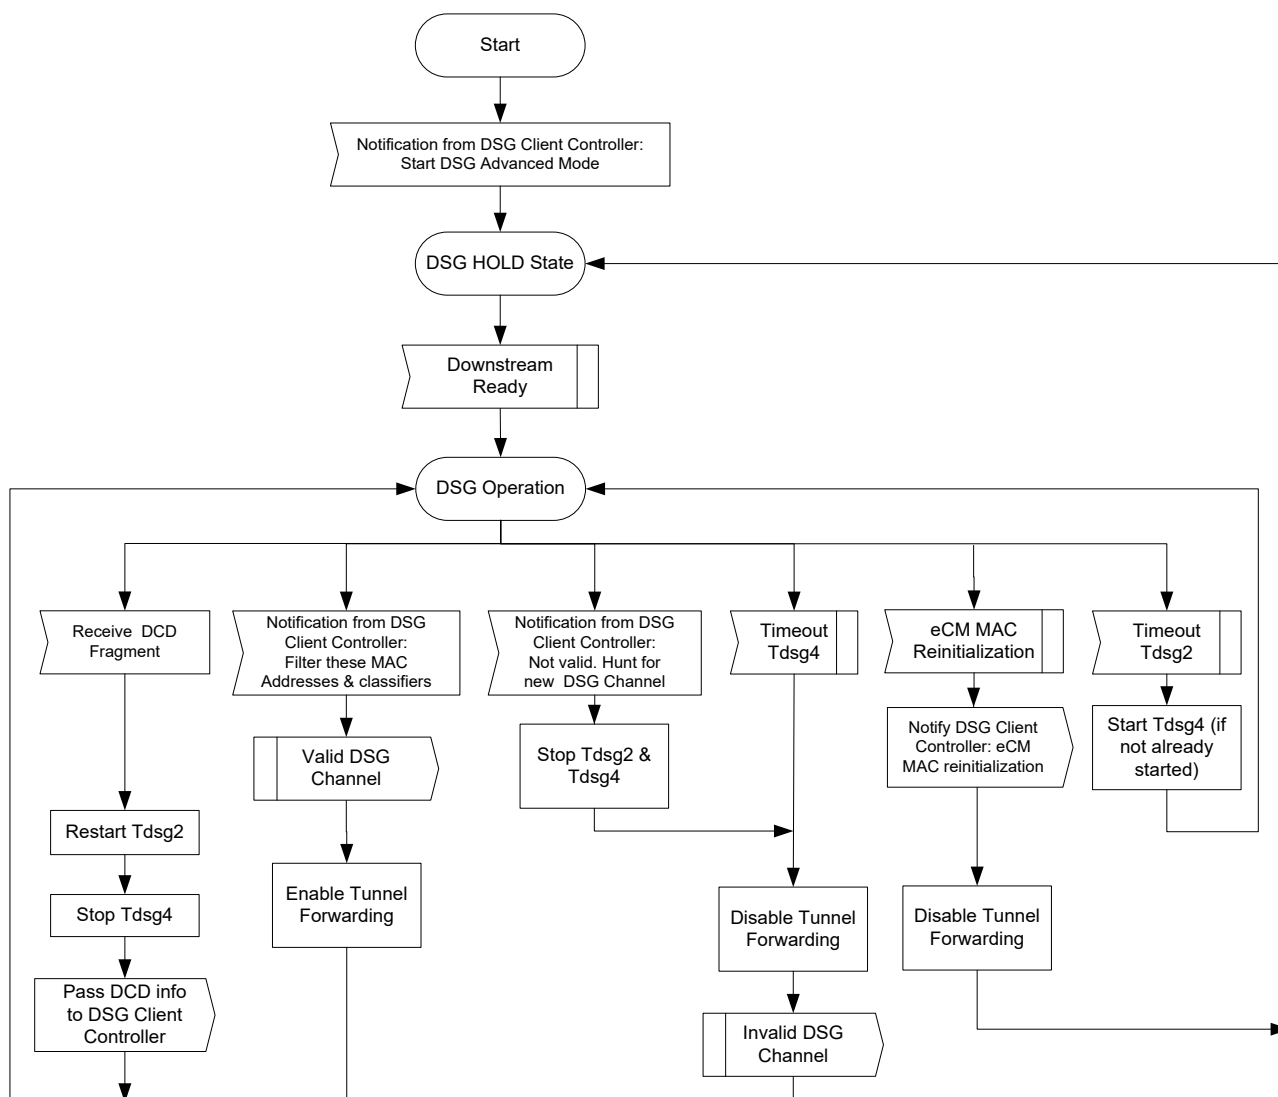 Start
Notification from DSG Client Controller:
Start DSG Advanced Mode
DSG HOLD State
Downstream
Ready
DSG Operation
Receive DCD
Fragment
Notification from DSG
Client Controller:
Filter these MAC
Addresses & classifiers
Notification from DSG
Client Controller:
Not valid. Hunt for
new DSG Channel
Timeout
Tdsg4
eCM MAC
Reinitialization
Timeout
Tdsg2
Valid DSG
Channel
Stop Tdsg2 &
Tdsg4
Notify DSG Client
Controller: eCM
MAC reinitialization
Start Tdsg4 (if
not already
started)
Restart Tdsg2
Enable Tunnel
Forwarding
Stop Tdsg4
Disable Tunnel
Forwarding
Disable Tunnel
Forwarding
Pass DCD info
to DSG Client
Controller
Invalid DSG
Channel